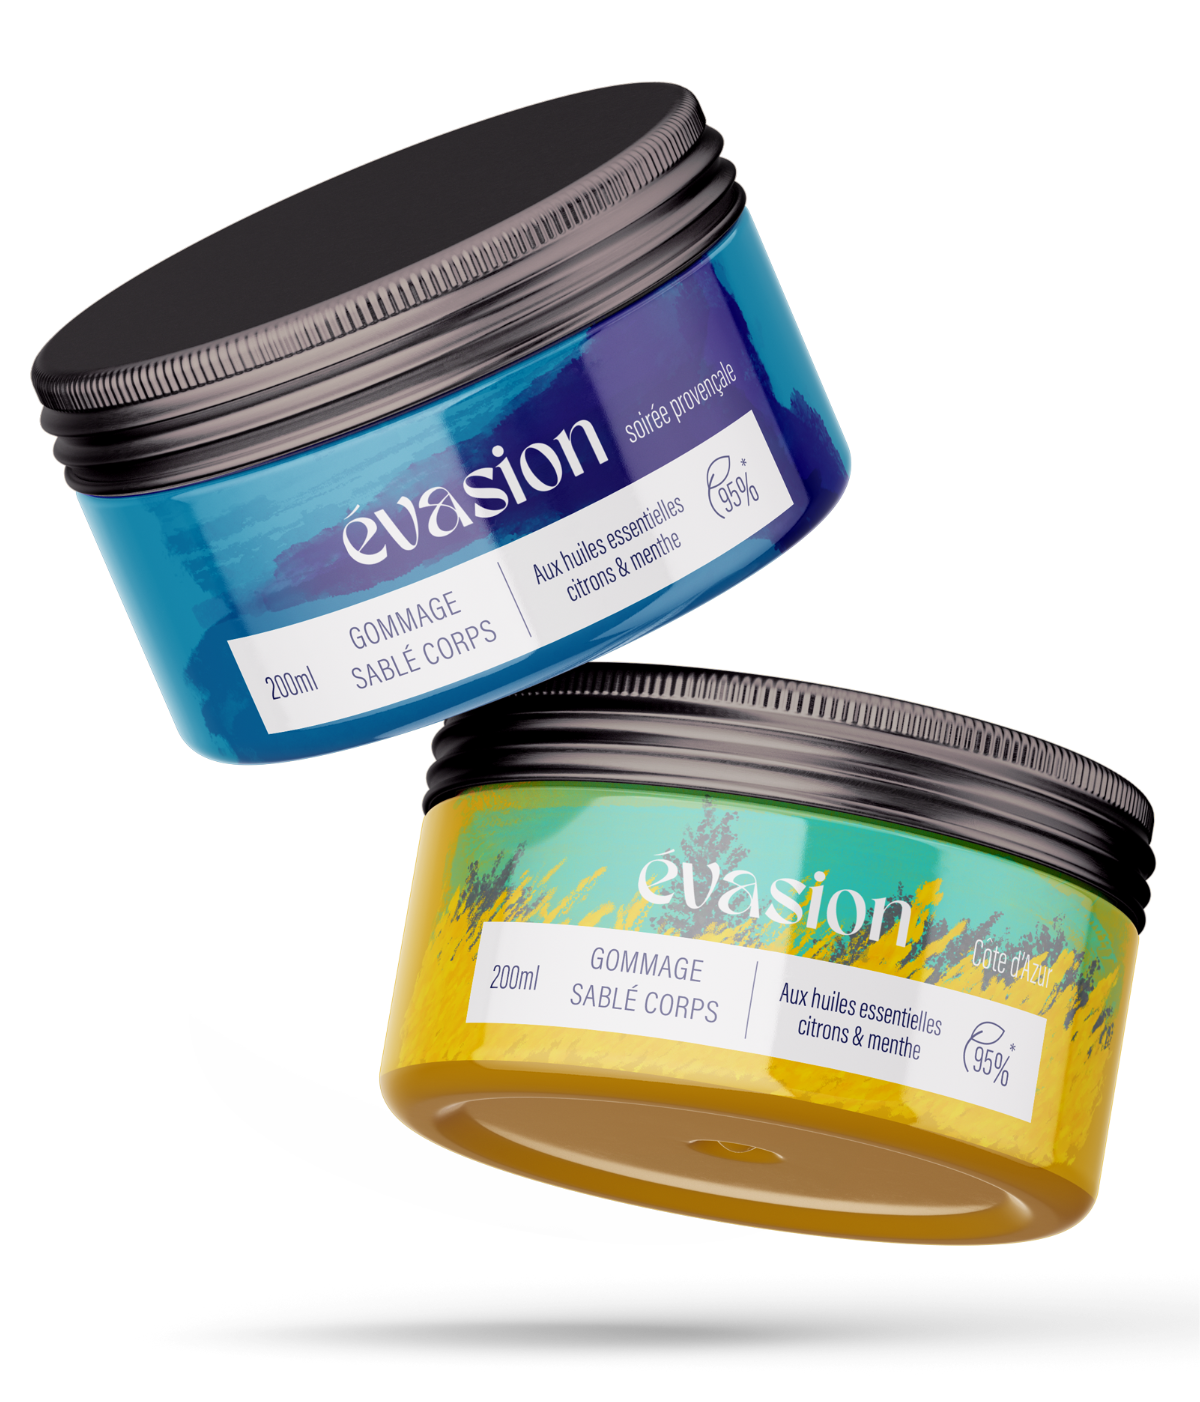 évasion
soirée provençale
200ml
GOMMAGE
SABLÉ CORPS
Aux huiles essentielles
citrons & menthe
95%*
évasion
Côte d'Azur
200ml
GOMMAGE
SABLÉ CORPS
Aux huiles essentielles
citrons & menthe
95%*